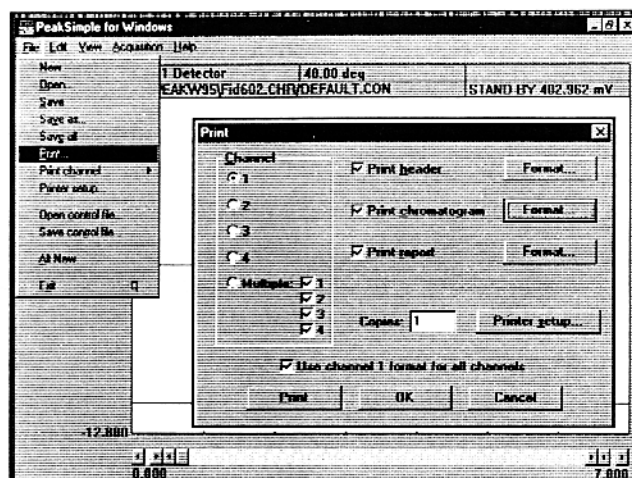 PeakSimple for Windows
File Edit View Acquisition Help
New
Open...
Save
Save as...
Save all
Print...
Print channel
Printer setup...
Open control file...
Save control file...
All New
Exit Q
1 Detector 40.00 deg
EAKW95\Fid602.CHR/DEFAULT.CON STAND BY 402.962 mV
Print
Channel
1
2
3
4
Multiple: 1
2
3
4
Print header Format...
Print chromatogram Format...
Print report Format...
Copies: 1 Printer setup...
Use channel 1 format for all channels
Print OK Cancel
-12.800
0.000 7.800